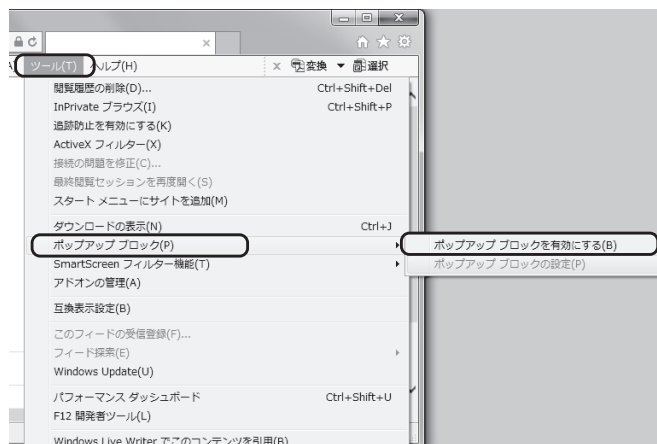 ツール(T) ヘルプ(H) x 変換 ▼ 選択
閲覧履歴の削除(D)... Ctrl+Shift+Del
InPrivate ブラウズ(I) Ctrl+Shift+P
追跡防止を有効にする(K)
ActiveX フィルター(X)
接続の問題を修正(C)...
最終閲覧セッションを再度開く(S)
スタート メニューにサイトを追加(M)
ダウンロードの表示(N) Ctrl+J
ポップアップ ブロック(P) ポップアップ ブロックを有効にする(B)
SmartScreen フィルター機能(T) ポップアップ ブロックの設定(P)
アドオンの管理(A)
互換表示設定(B)
このフィードの受信登録(F)...
フィード探索(E)
Windows Update(U)
パフォーマンス ダッシュボード Ctrl+Shift+U
F12 開発者ツール(L)
Windows Live Writer でこのコンテンツを引用(B)